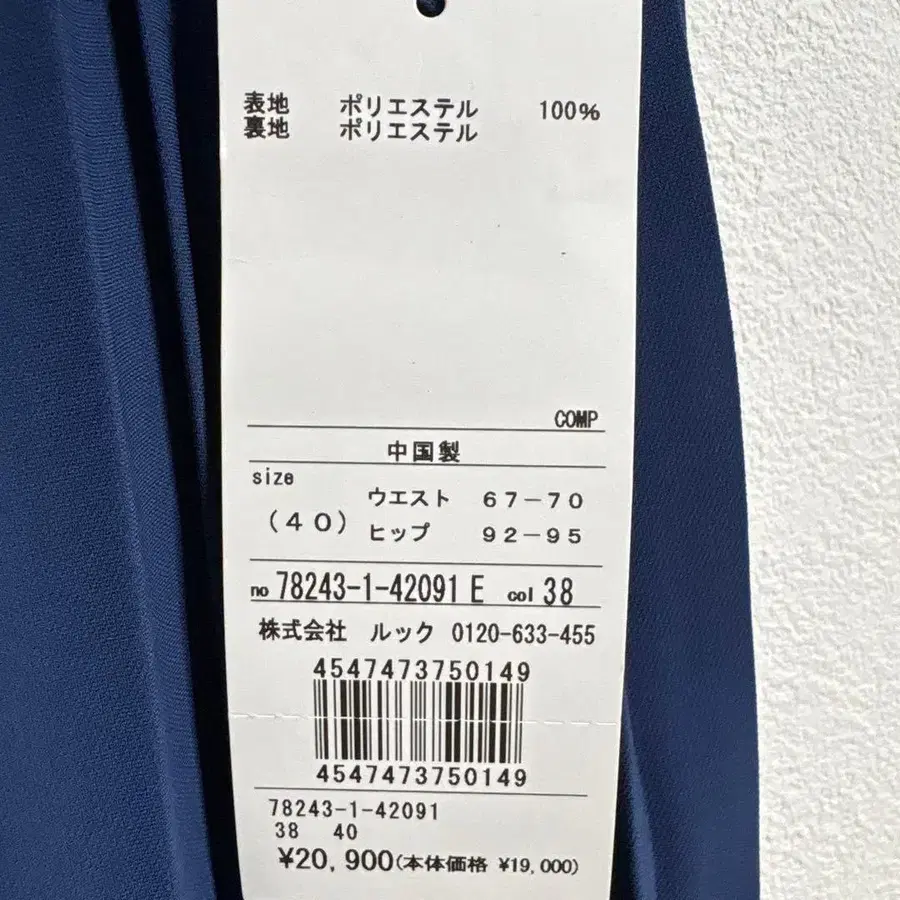 表地 ポリエステル 100%
裏地 ポリエステル
COMP
中国製
size
(40) ウエスト 67-70
ヒップ 92-95
no 78243-1-42091 E col 38
株式会社 ルック 0120-633-455
4547473750149
4547473750149
78243-1-42091
38 40
¥20,900(本体価格 ¥19,000)